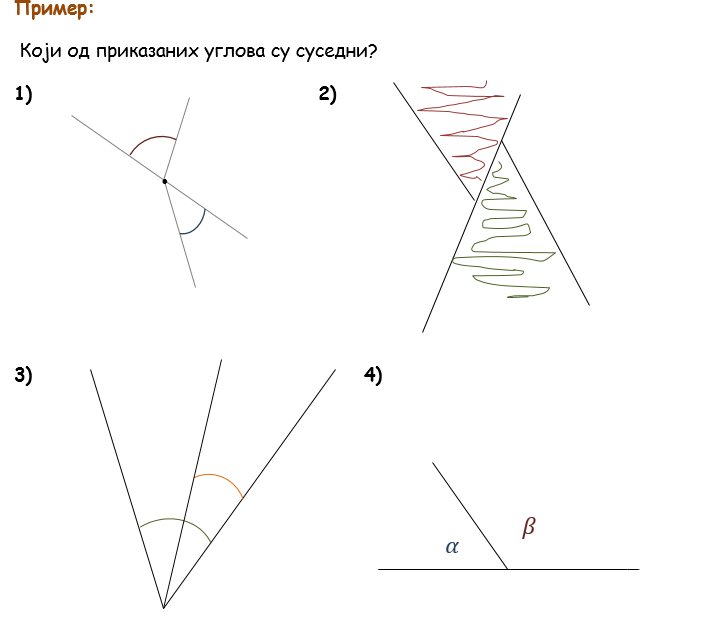 Пример:
Који од приказаних углова су суседни?
1)
2)
3)
4)
α
β